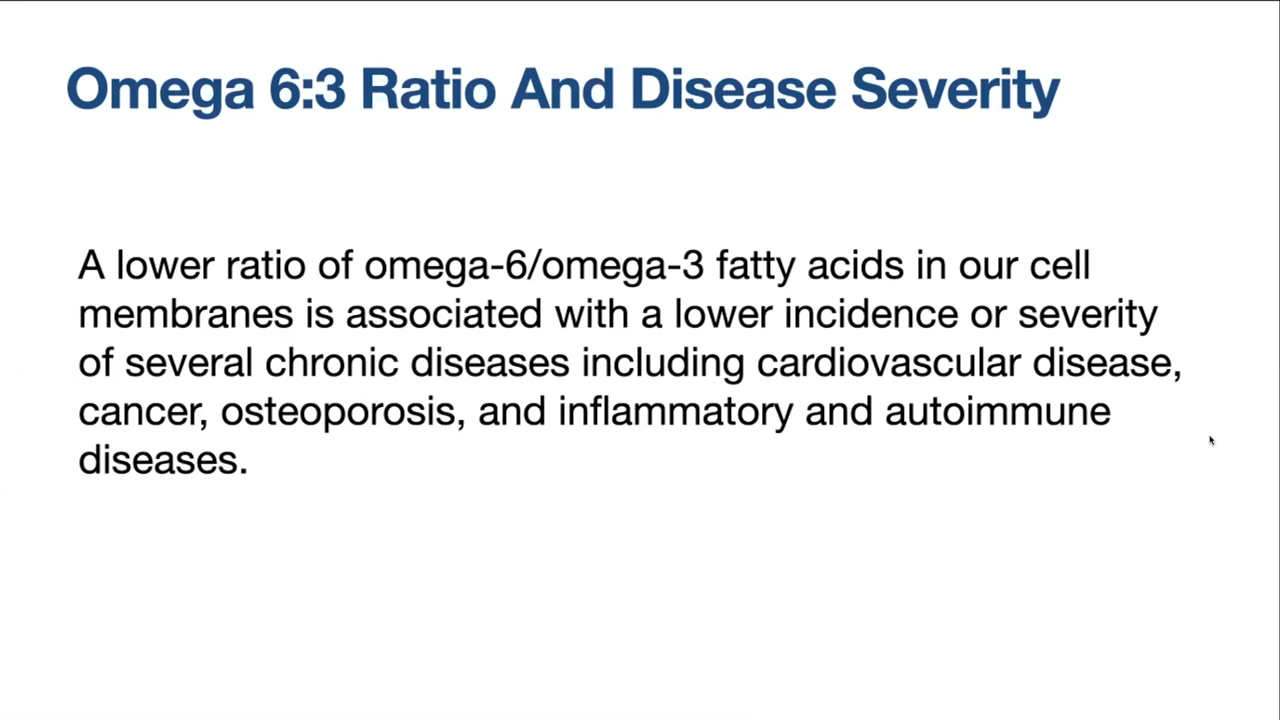 Omega 6:3 Ratio And Disease Severity
A lower ratio of omega-6/omega-3 fatty acids in our cell
membranes is associated with a lower incidence or severity
of several chronic diseases including cardiovascular disease,
cancer, osteoporosis, and inflammatory and autoimmune
diseases.